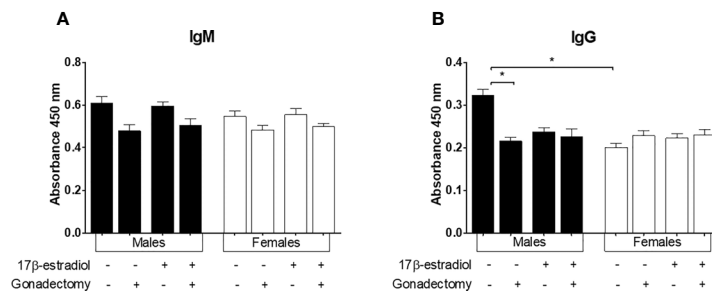 A
IgM
Absorbance 450 nm
0.8
0.6
0.4
0.2
0.0
Males
Females
17β-estradiol - - + + - - + +
Gonadectomy - + - + - + - +
B
IgG
Absorbance 450 nm
0.4
0.3
0.2
0.1
0.0
*
*
Males
Females
17β-estradiol - - + + - - + +
Gonadectomy - + - + - + - +